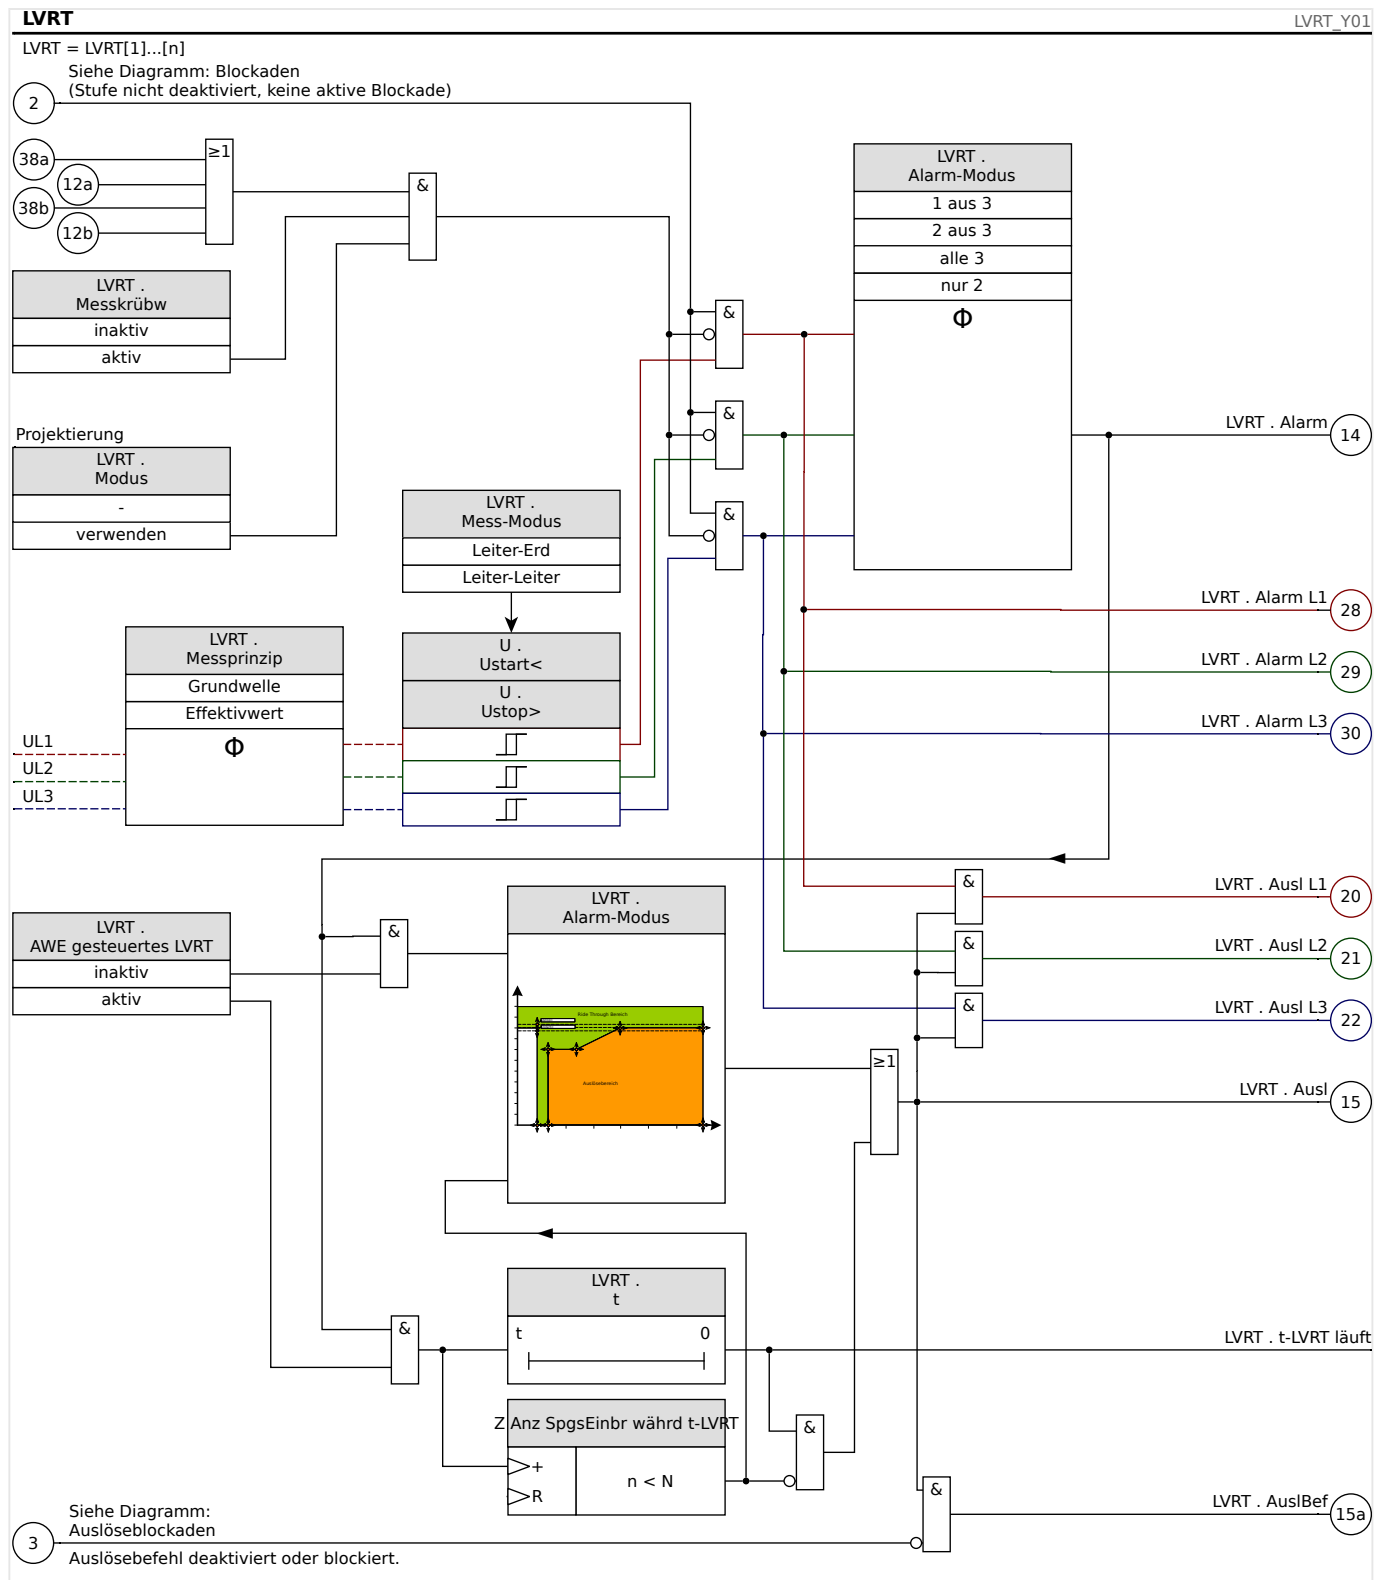 LVRT
LVRT_Y01
LVRT = LVRT[1]...[n]
Siehe Diagramm: Blockaden
(Stufe nicht deaktiviert, keine aktive Blockade)
2
38a
12a
38b
12b
≥1
&
LVRT .
Messkrübw
inaktiv
aktiv
Projektierung
LVRT .
Modus
-
verwenden
LVRT .
Mess-Modus
Leiter-Erd
Leiter-Leiter
LVRT .
Messprinzip
Grundwelle
Effektivwert
Φ
UL1
UL2
UL3
U .
Ustart<
U .
Ustop>
&
&
&
LVRT .
Alarm-Modus
1 aus 3
2 aus 3
alle 3
nur 2
Φ
LVRT . Alarm
14
LVRT . Alarm L1
28
LVRT . Alarm L2
29
LVRT . Alarm L3
30
LVRT .
AWE gesteuertes LVRT
inaktiv
aktiv
&
LVRT .
Alarm-Modus
Ride Through Bereich
Auslösebereich
&
LVRT . Ausl L1
20
&
LVRT . Ausl L2
21
&
LVRT . Ausl L3
22
≥1
LVRT . Ausl
15
&
LVRT .
t
t
0
LVRT . t-LVRT läuft
Z Anz SpgsEinbr währd t-LVRT
+
R
n < N
&
&
LVRT . AuslBef
15a
Siehe Diagramm:
Auslöseblockaden
3
Auslösebefehl deaktiviert oder blockiert.